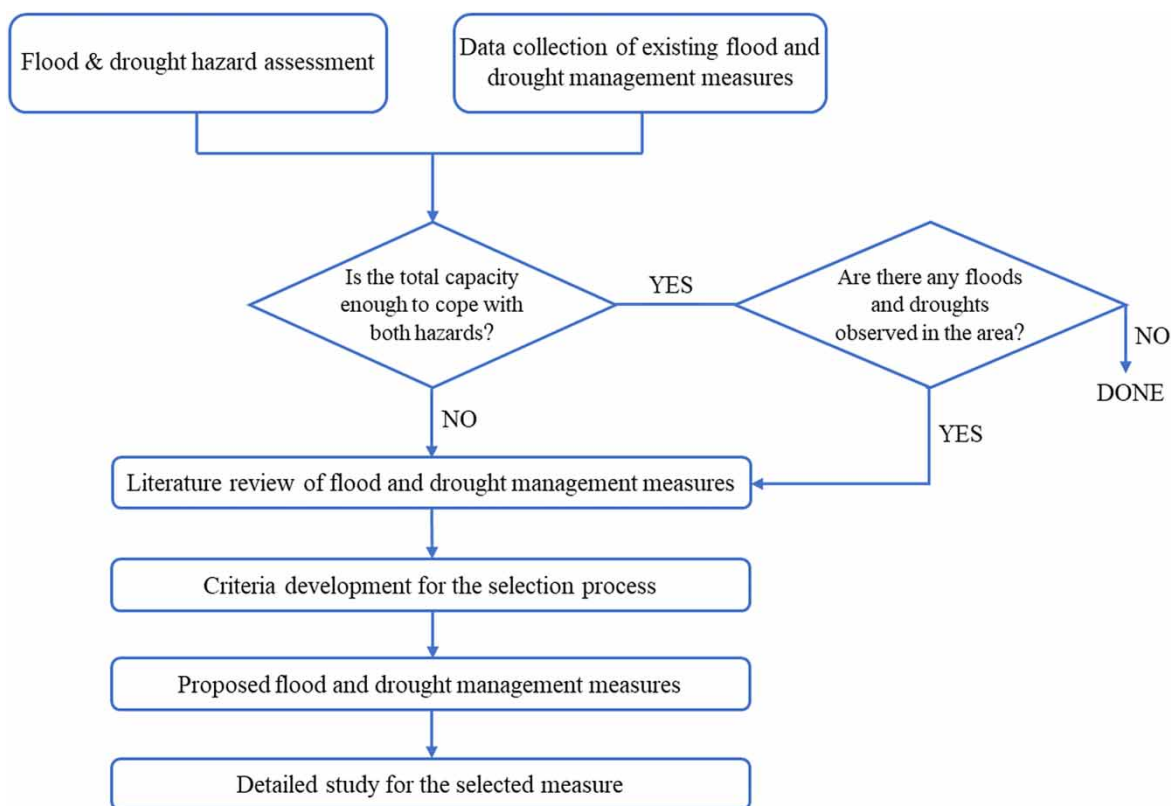 Flood & drought hazard assessment
Data collection of existing flood and
drought management measures
Is the total capacity
enough to cope with
both hazards?
YES
Are there any floods
and droughts
observed in the area?
NO
DONE
NO
YES
Literature review of flood and drought management measures
Criteria development for the selection process
Proposed flood and drought management measures
Detailed study for the selected measure